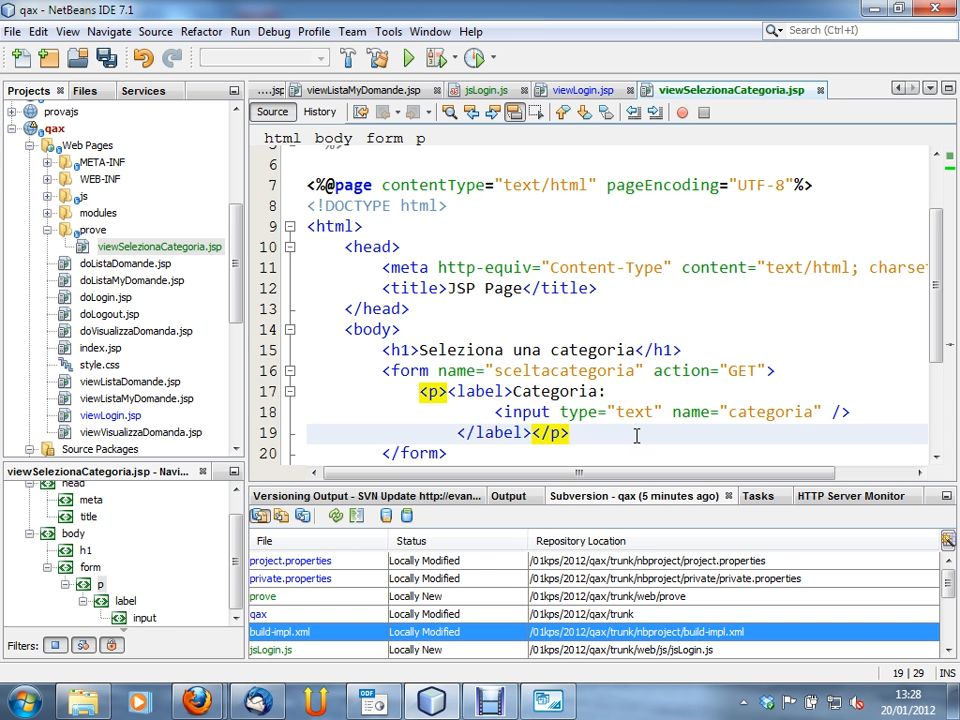 qax - NetBeans IDE 7.1
File Edit View Navigate Source Refactor Run Debug Profile Team Tools Window Help
Search (Ctrl+I)
Projects Files Services
provajs
qax
Web Pages
META-INF
WEB-INF
js
modules
prove
viewSelezionaCategoria.jsp
doListaDomande.jsp
doListaMyDomande.jsp
doLogin.jsp
doLogout.jsp
doVisualizzaDomanda.jsp
index.jsp
style.css
viewListaDomande.jsp
viewListaMyDomande.jsp
viewLogin.jsp
viewVisualizzaDomanda.jsp
Source Packages
viewSelezionaCategoria.jsp - Navi...
head
meta
title
body
h1
form
p
label
input
Filters:
....jsp viewListaMyDomande.jsp jsLogin.js viewLogin.jsp viewSelezionaCategoria.jsp
Source History
html body form p
6
7 <%@page contentType="text/html" pageEncoding="UTF-8"%>
8 <!DOCTYPE html>
9 <html>
10 <head>
11 <meta http-equiv="Content-Type" content="text/html; charset
12 <title>JSP Page</title>
13 </head>
14 <body>
15 <h1>Seleziona una categoria</h1>
16 <form name="sceltacategoria" action="GET">
17 <p><label>Categoria:
18 <input type="text" name="categoria" />
19 </label></p>
20 </form>
Versioning Output - SVN Update http://evan... Output Subversion - qax (5 minutes ago) Tasks HTTP Server Monitor
File Status Repository Location
project.properties Locally Modified /01kps/2012/qax/trunk/nbproject/project.properties
private.properties Locally Modified /01kps/2012/qax/trunk/nbproject/private/private.properties
prove Locally New /01kps/2012/qax/trunk/web/prove
qax Locally Modified /01kps/2012/qax/trunk
build-impl.xml Locally Modified /01kps/2012/qax/trunk/nbproject/build-impl.xml
jsLogin.js Locally New /01kps/2012/qax/trunk/web/js/jsLogin.js
19 | 29 INS
ODF
13:28
20/01/2012